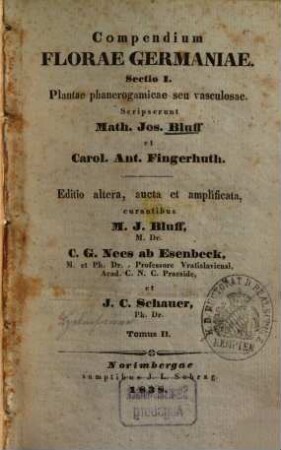 Compendium
FLORAE GERMANIAE.
Sectio I.
Plantae phanerogamicae seu vasculosae.
Scripserunt
Math. Jos. Bluff
et
Carol. Ant. Fingerhuth.
Editio altera, aucta et amplificata,
curantibus
M. J. Bluff,
M. Dr.
C. G. Nees ab Esenbeck,
M. et Ph. Dr., Professore Vratislaviensi,
Acad. C. N. C. Praeside,
et
J. C. Schauer,
Ph. Dr.
Tomus II.
Norimbergae
sumptibus J. L. Schrag.
1838.